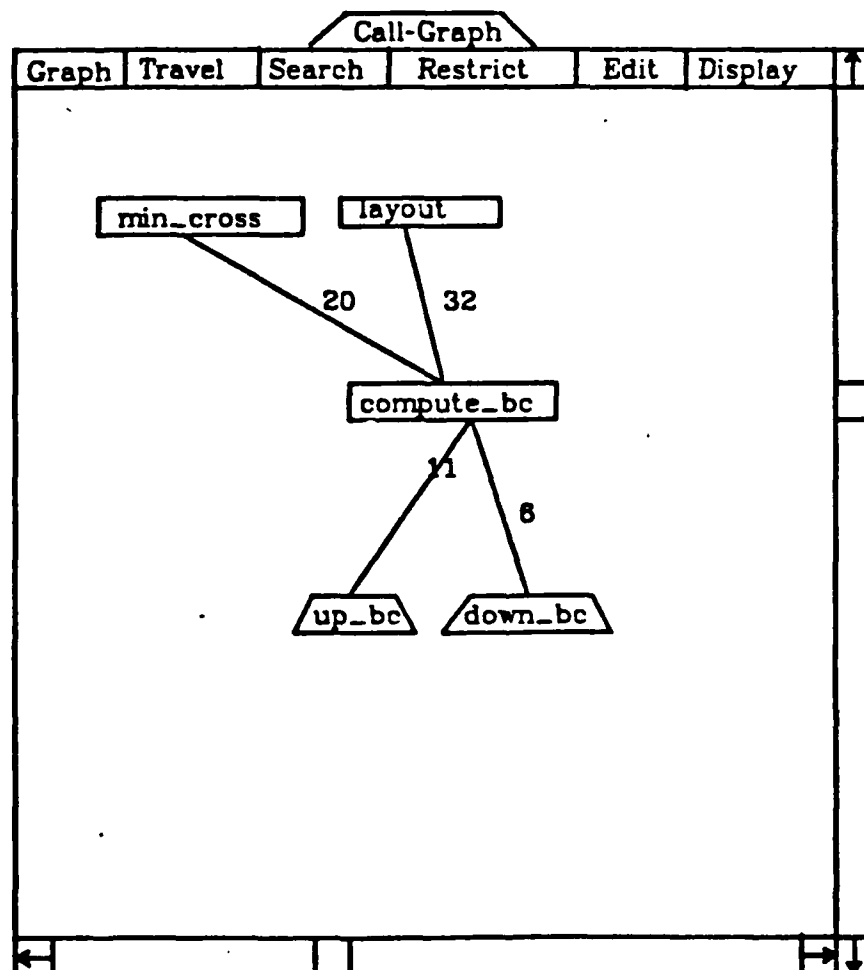 Call-Graph
Graph Travel Search Restrict Edit Display
min_cross layout
20 32
compute_bc
11
6
up_bc down_bc